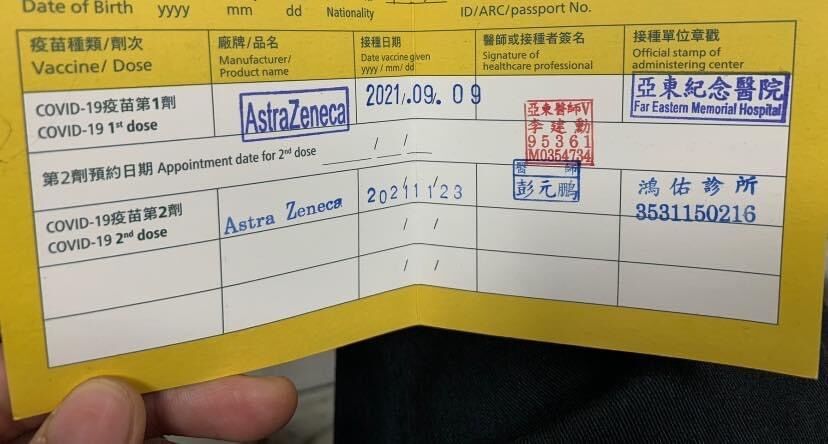 Date of Birth yyyy mm dd Nationality ID/ARC/passport No.
疫苗種類/劑次
Vaccine/ Dose
廠牌/品名
Manufacturer/
Product name
接種日期
Date vaccine given
yyyy / mm/ dd
醫師或接種者簽名
Signature of
healthcare professional
接種單位章戳
Official stamp of
administering center
COVID-19疫苗第1劑
COVID-19 1st dose
AstraZeneca
2021.09.09
亞東醫師V
李建勳
95361
M0354734
亞東紀念醫院
Far Eastern Memorial Hospital
第2劑預約日期 Appointment date for 2nd dose / /
COVID-19疫苗第2劑
COVID-19 2nd dose
Astra Zeneca
2021/11/23
醫師
彭元鵬
鴻佑診所
3531150216
/ /
/ /